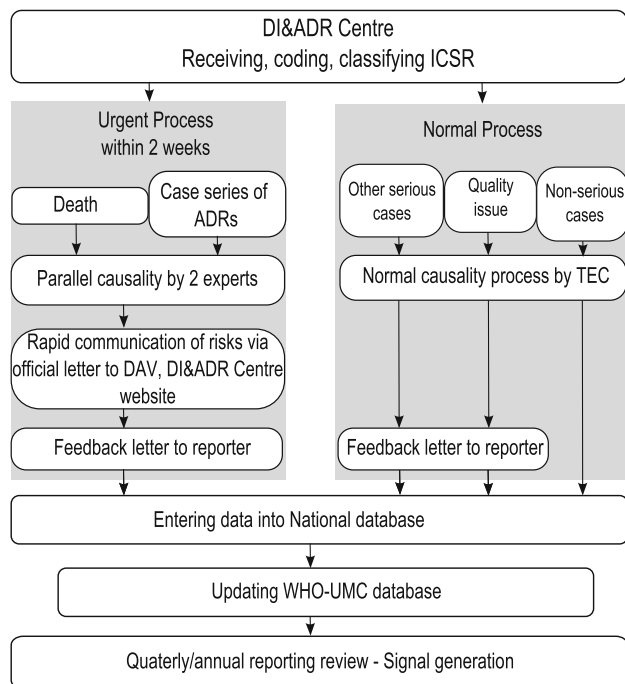 DI&ADR Centre
Receiving, coding, classifying ICSR
Urgent Process
within 2 weeks
Normal Process
Death
Case series of
ADRs
Other serious
cases
Quality
issue
Non-serious
cases
Parallel causality by 2 experts
Normal causality process by TEC
Rapid communication of risks via
official letter to DAV, DI&ADR Centre
website
Feedback letter to reporter
Feedback letter to reporter
Entering data into National database
Updating WHO-UMC database
Quaterly/annual reporting review - Signal generation